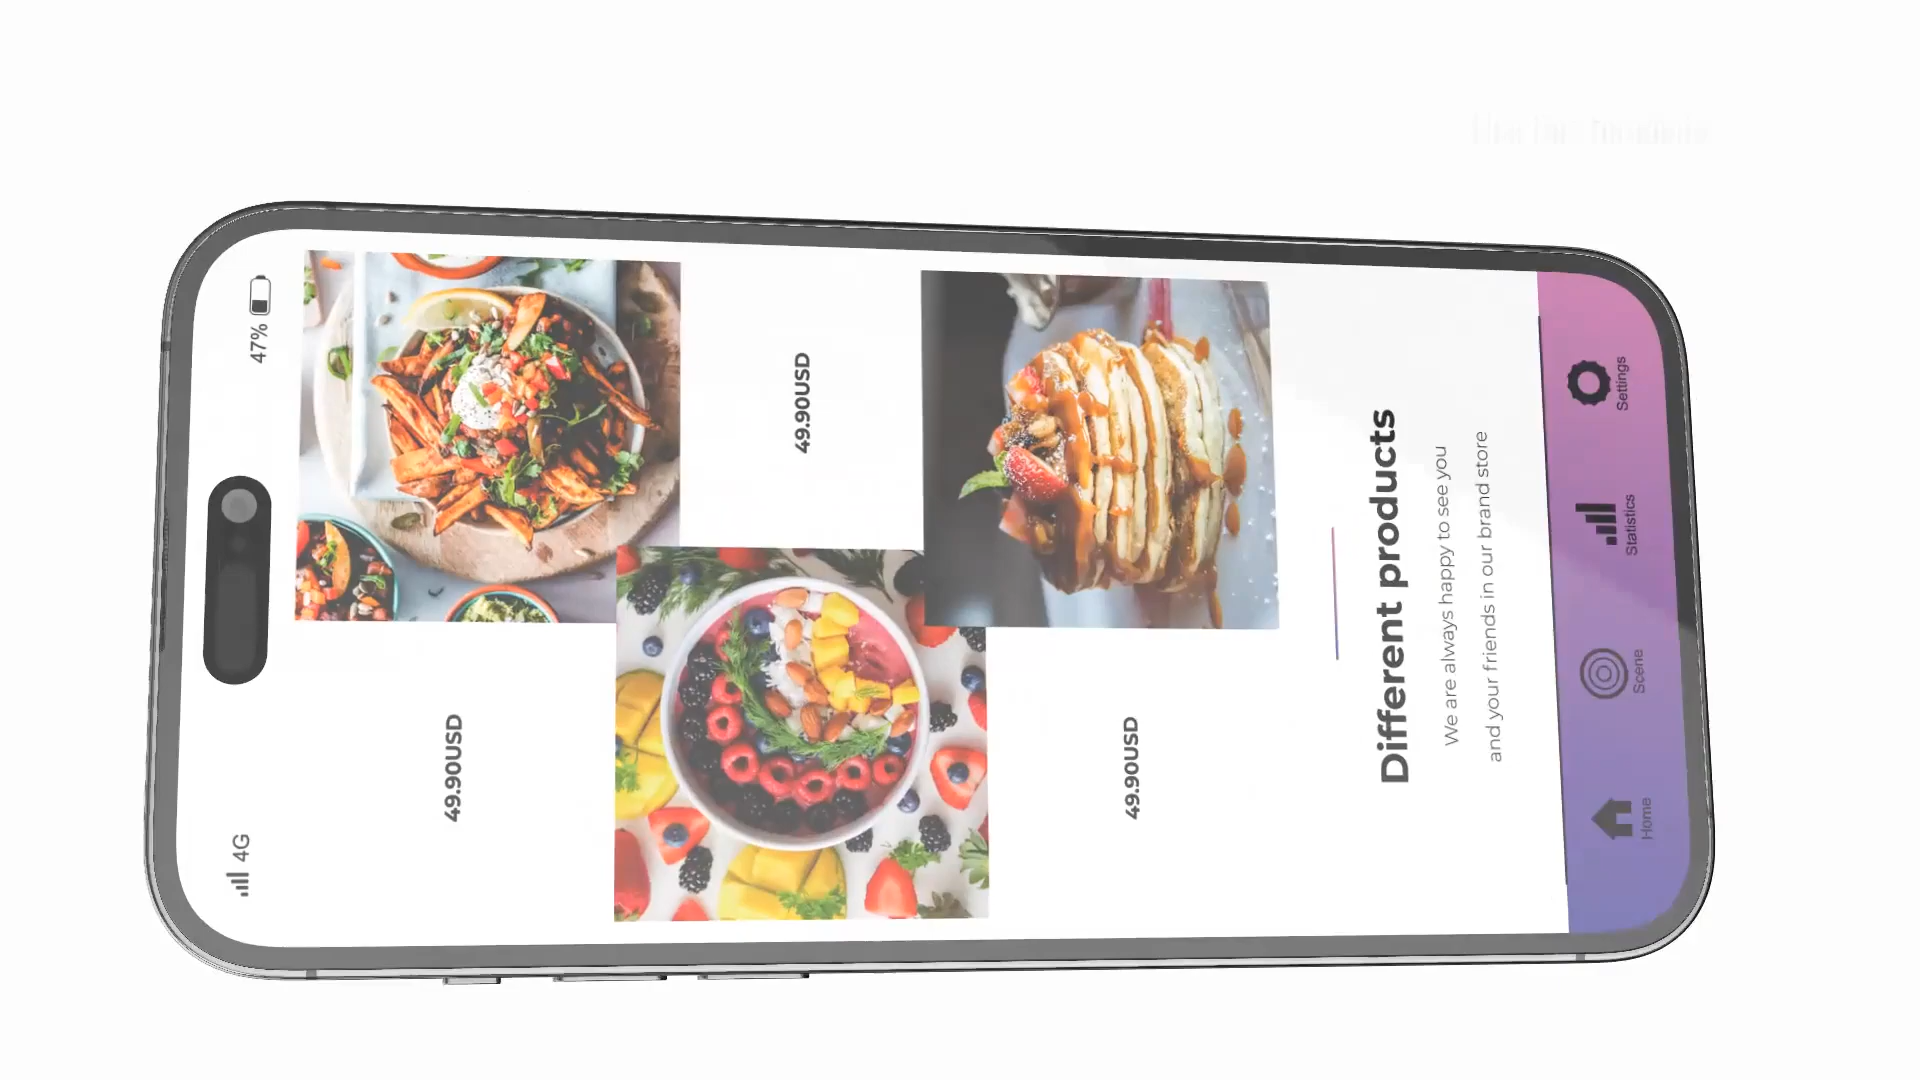 4G
47%
49.90USD
49.90USD
49.90USD
Different products
We are always happy to see you
and your friends in our brand store
Home
Scene
Statistics
Settings